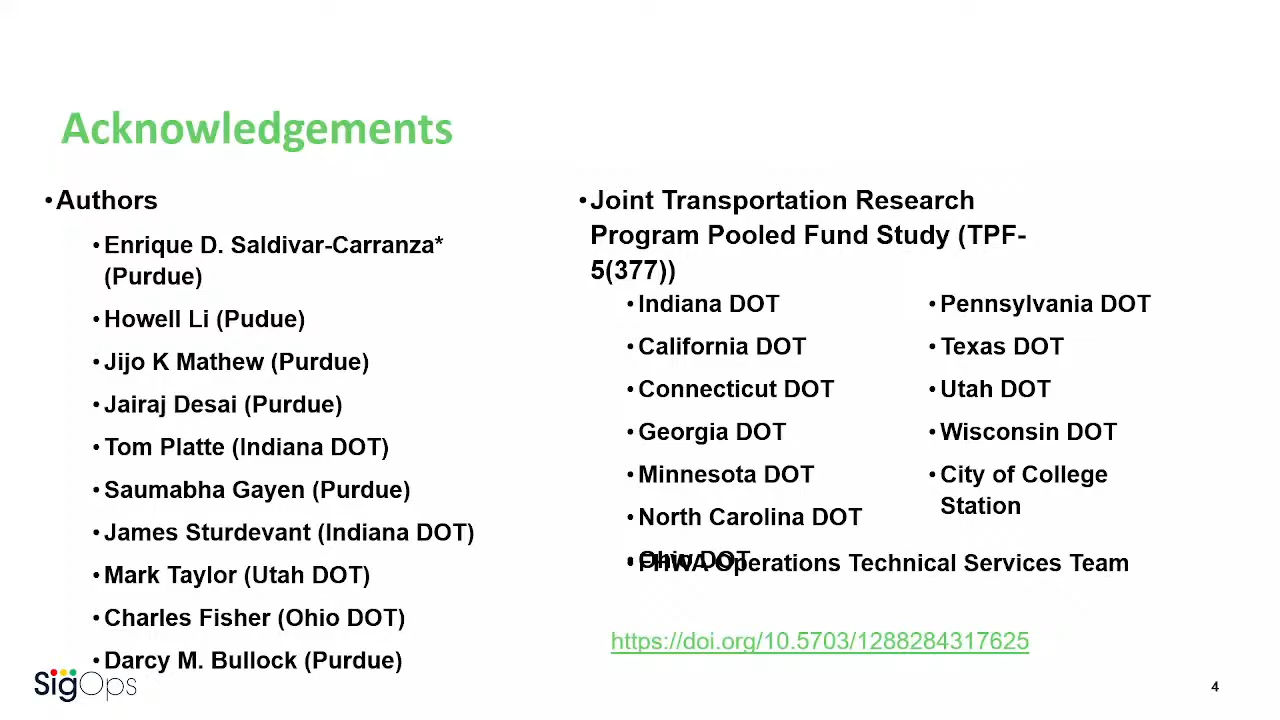 Acknowledgements
•Authors
•Enrique D. Saldivar-Carranza*
(Purdue)
•Howell Li (Pudue)
•Jijo K Mathew (Purdue)
•Jairaj Desai (Purdue)
•Tom Platte (Indiana DOT)
•Saumabha Gayen (Purdue)
•James Sturdevant (Indiana DOT)
•Mark Taylor (Utah DOT)
•Charles Fisher (Ohio DOT)
•Darcy M. Bullock (Purdue)
•Joint Transportation Research
Program Pooled Fund Study (TPF-
5(377))
•Indiana DOT
•California DOT
•Connecticut DOT
•Georgia DOT
•Minnesota DOT
•North Carolina DOT
•Ohio DOT
•Pennsylvania DOT
•Texas DOT
•Utah DOT
•Wisconsin DOT
•City of College
Station
•FHWA Operations Technical Services Team
https://doi.org/10.5703/1288284317625
SigOps
4